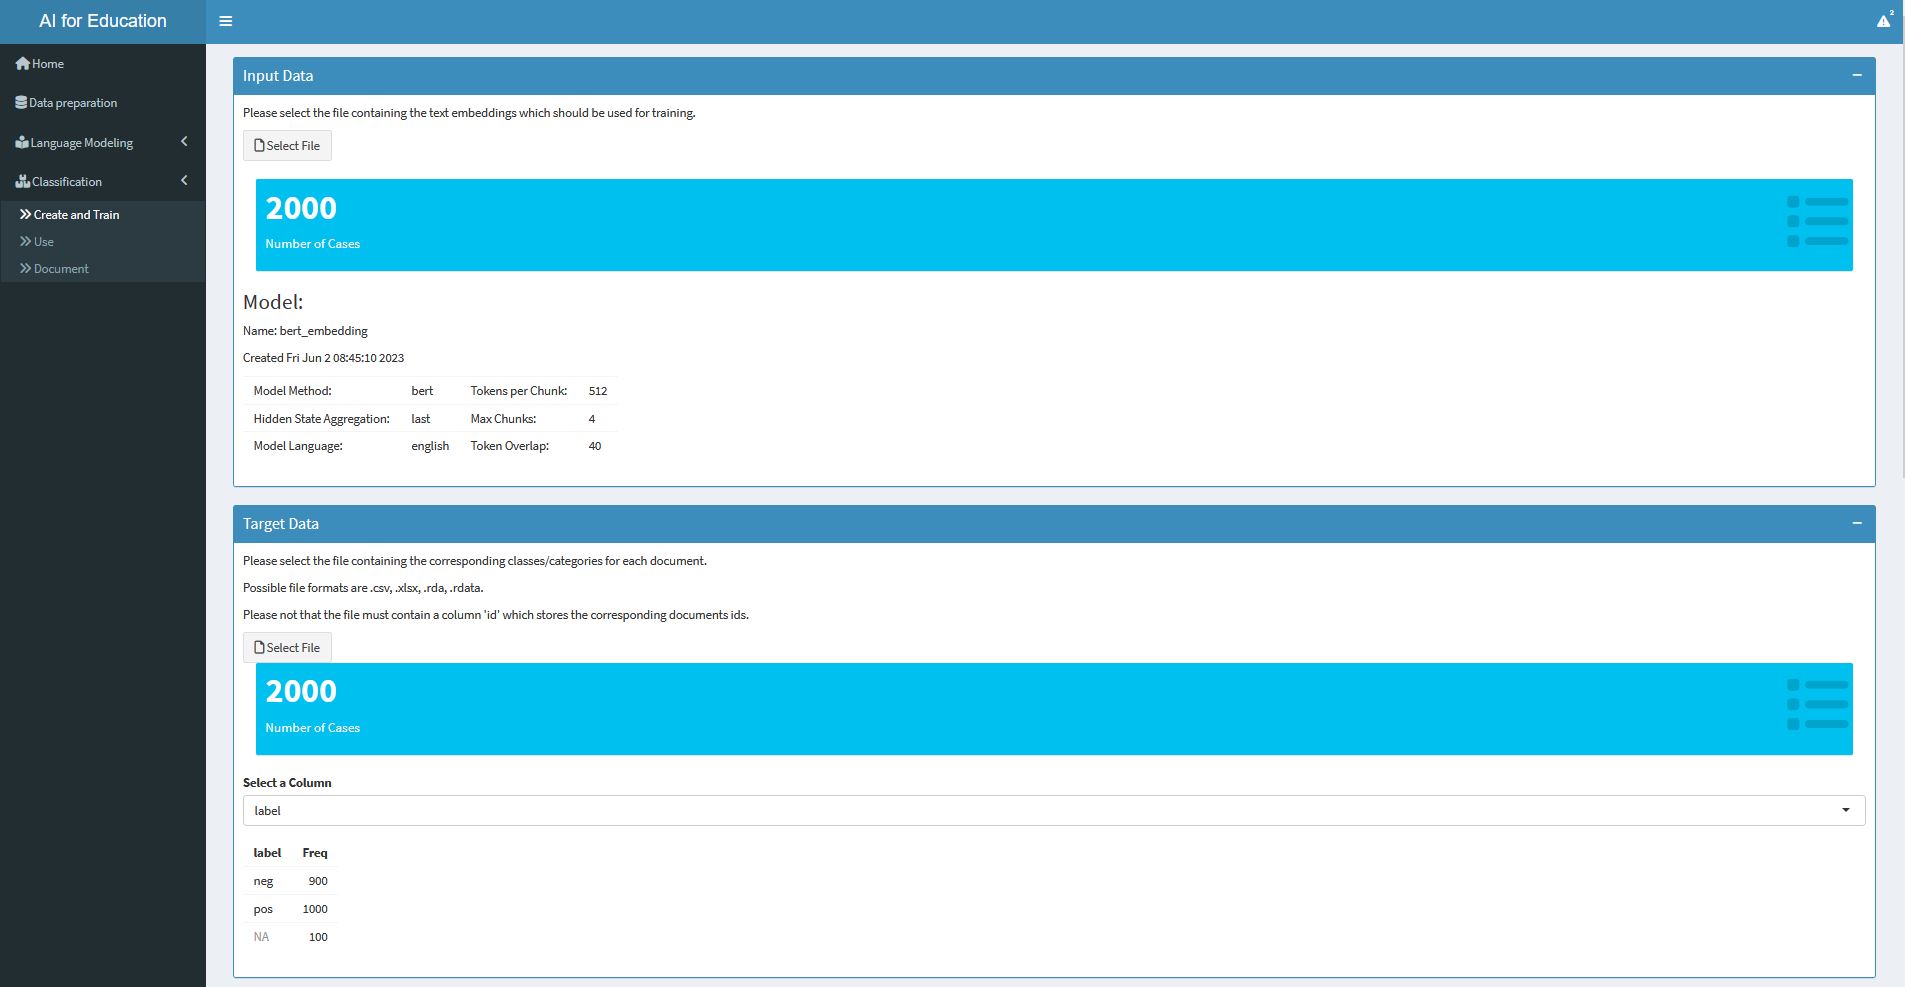 AI for Education
2
Home
Data preparation
Language Modeling
Classification
Create and Train
Use
Document
Input Data
Please select the file containing the text embeddings which should be used for training.
Select File
2000
Number of Cases
Model:
Name: bert_embedding
Created Fri Jun 2 08:45:10 2023
Model Method: bert Tokens per Chunk: 512
Hidden State Aggregation: last Max Chunks: 4
Model Language: english Token Overlap: 40
Target Data
Please select the file containing the corresponding classes/categories for each document.
Possible file formats are .csv, .xlsx, .rda, .rdata.
Please not that the file must contain a column 'id' which stores the corresponding documents ids.
Select File
2000
Number of Cases
Select a Column
label
label Freq
neg 900
pos 1000
NA 100